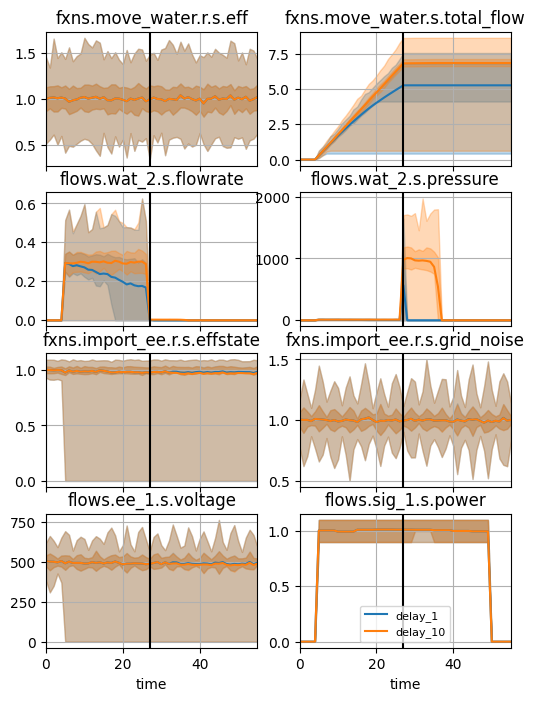 fxns.move_water.r.s.eff
fxns.move_water.s.total_flow
1.5
1.0
0.5
7.5
5.0
2.5
0.0
flows.wat_2.s.flowrate
flows.wat_2.s.pressure
0.6
0.4
0.2
0.0
2000
1000
0
fxns.import_ee.r.s.effstate
fxns.import_ee.r.s.grid_noise
1.0
0.5
0.0
1.5
1.0
0.5
flows.ee_1.s.voltage
flows.sig_1.s.power
750
500
250
0
1.0
0.5
0.0
delay_1
delay_10
0 20 40
0 20 40
time
time